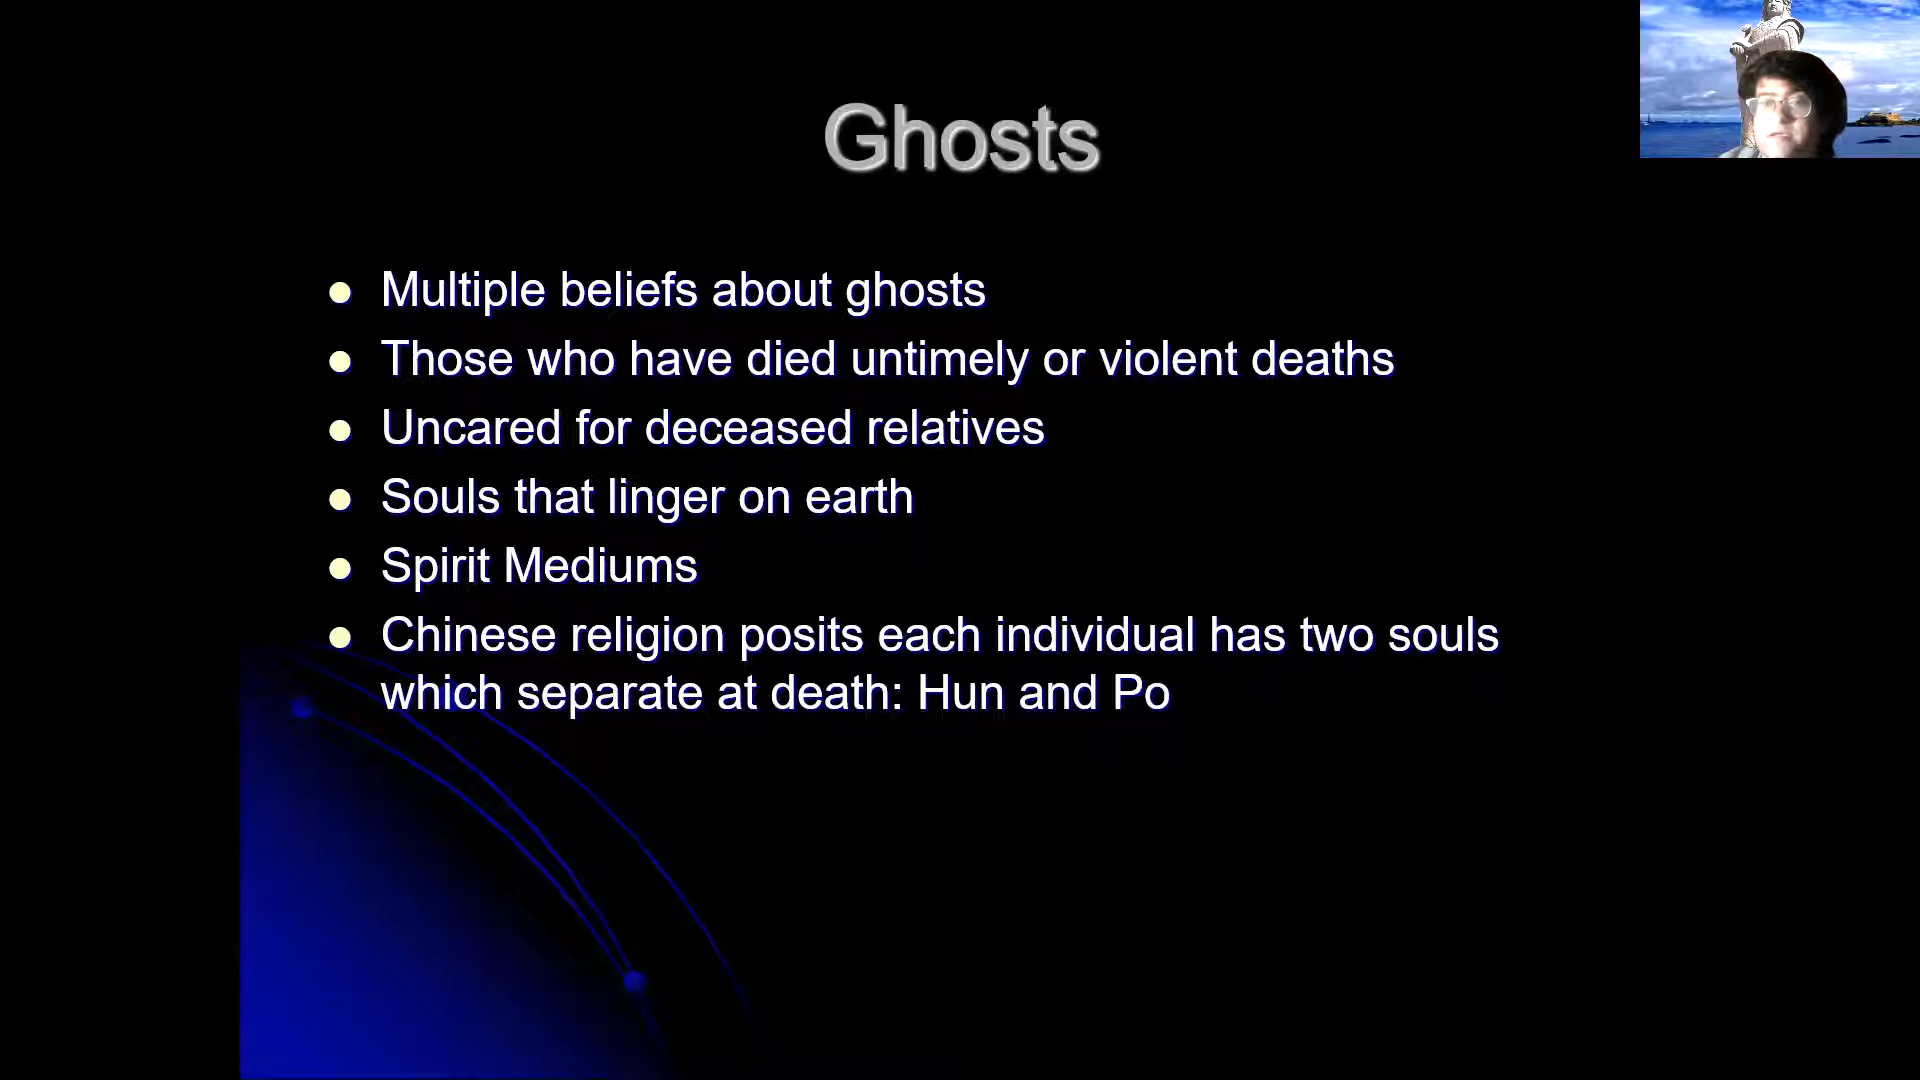 Ghosts
Multiple beliefs about ghosts
Those who have died untimely or violent deaths
Uncared for deceased relatives
Souls that linger on earth
Spirit Mediums
Chinese religion posits each individual has two souls
which separate at death: Hun and Po